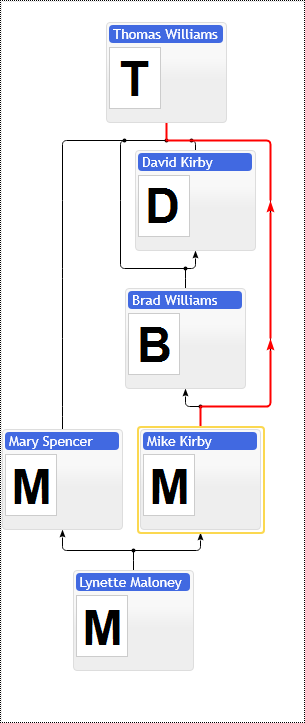 Thomas Williams
T
David Kirby
D
Brad Williams
B
Mary Spencer
M
Mike Kirby
M
Lynette Maloney
M